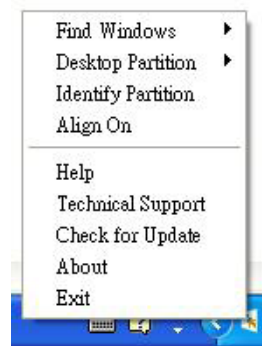 Find Windows
Desktop Partition
Identify Partition
Align On
Help
Technical Support
Check for Update
About
Exit